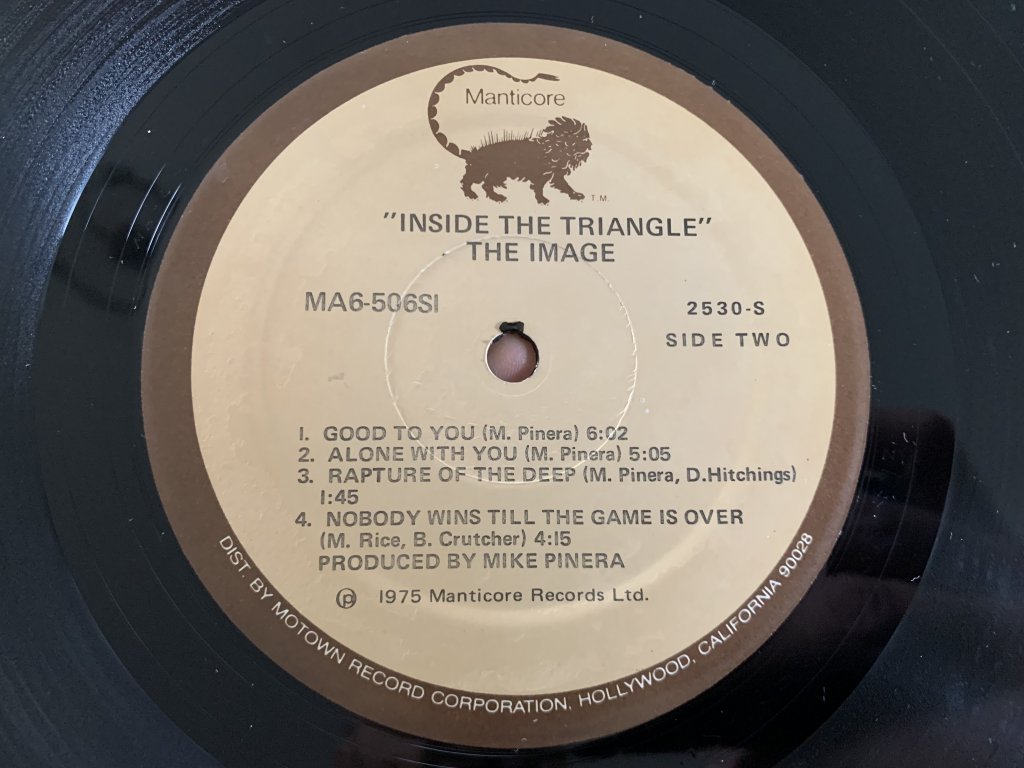 Manticore
T.M.
"INSIDE THE TRIANGLE"
THE IMAGE
MA6-506SI
2530-S
SIDE TWO
1. GOOD TO YOU (M. Pinera) 6:02
2. ALONE WITH YOU (M. Pinera) 5:05
3. RAPTURE OF THE DEEP (M. Pinera, D.Hitchings)
1:45
4. NOBODY WINS TILL THE GAME IS OVER
(M. Rice, B. Crutcher) 4:15
PRODUCED BY MIKE PINERA
℗ 1975 Manticore Records Ltd.
DIST. BY MOTOWN RECORD CORPORATION, HOLLYWOOD, CALIFORNIA 90028